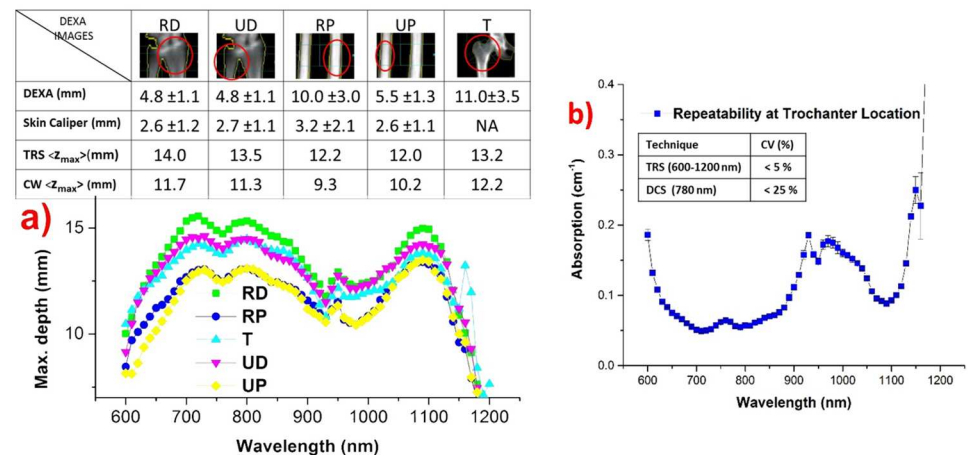 DEXA IMAGES RD UD RP UP T
DEXA (mm) 4.8 ±1.1 4.8 ±1.1 10.0 ±3.0 5.5 ±1.3 11.0±3.5
Skin Caliper (mm) 2.6 ±1.2 2.7 ±1.1 3.2 ±2.1 2.6 ±1.1 NA
TRS <z_max>(mm) 14.0 13.5 12.2 12.0 13.2
CW <z_max> (mm) 11.7 11.3 9.3 10.2 12.2
a)
Max. depth (mm)
15
10
RD
RP
T
UD
UP
600 700 800 900 1000 1100 1200
Wavelength (nm)
b)
Repeatability at Trochanter Location
Technique CV (%)
TRS (600-1200 nm) < 5 %
DCS (780 nm) < 25 %
Absorption (cm⁻¹)
0.4
0.3
0.2
0.1
0.0
600 700 800 900 1000 1100 1200
Wavelength (nm)